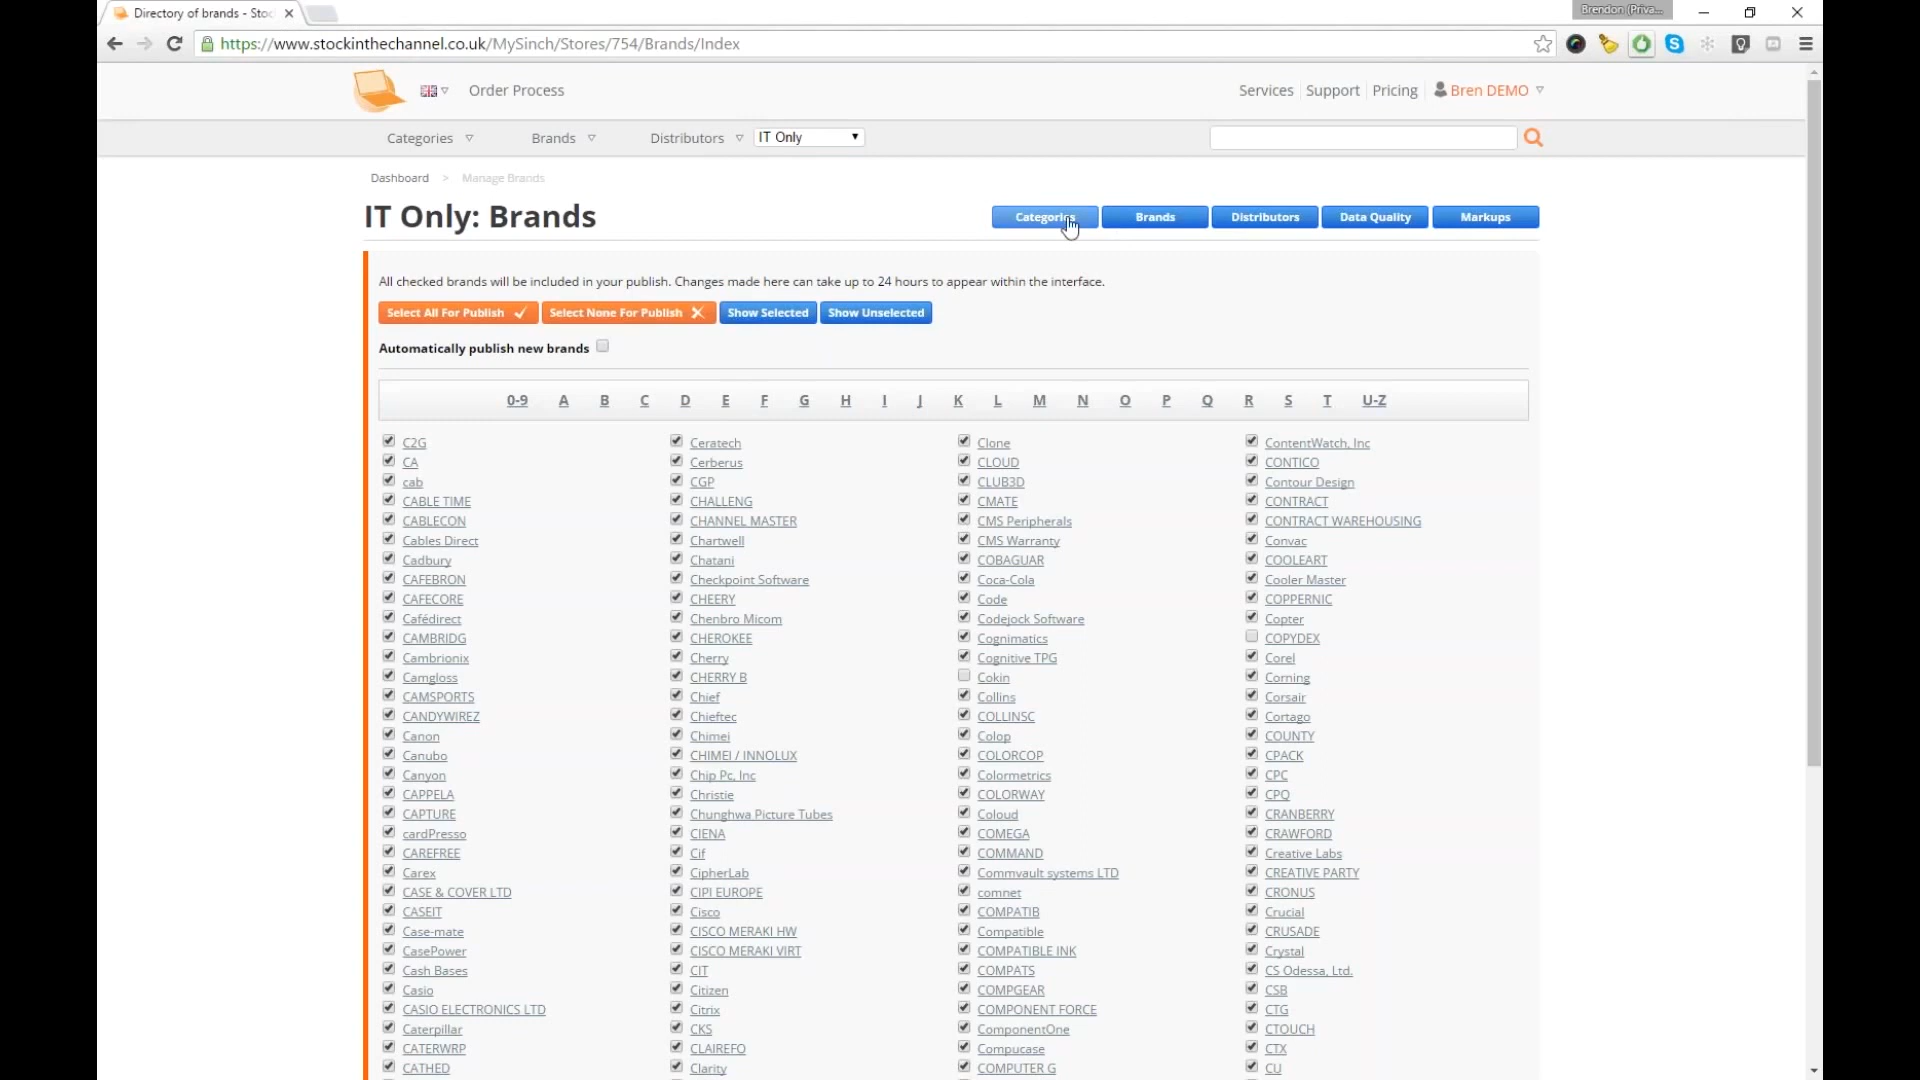 Directory of brands - Stoc
Brendon (Priva...
https://www.stockinthechannel.co.uk/MySinch/Stores/754/Brands/Index
Order Process
Services Support Pricing Bren DEMO
Categories Brands Distributors IT Only
Dashboard > Manage Brands
IT Only: Brands
Categories Brands Distributors Data Quality Markups
All checked brands will be included in your publish. Changes made here can take up to 24 hours to appear within the interface.
Select All For Publish Select None For Publish Show Selected Show Unselected
Automatically publish new brands
0-9 A B C D E F G H I J K L M N O P Q R S T U-Z
C2G Ceratech Clone ContentWatch, Inc
CA Cerberus CLOUD CONTICO
cab CGP CLUB3D Contour Design
CABLE TIME CHALLENG CMATE CONTRACT
CABLECON CHANNEL MASTER CMS Peripherals CONTRACT WAREHOUSING
Cables Direct Chartwell CMS Warranty Convac
Cadbury Chatani COBAGUAR COOLEART
CAFEBRON Checkpoint Software Coca-Cola Cooler Master
CAFECORE CHEERY Code COPPERNIC
Cafédirect Chenbro Micom Codejock Software Copter
CAMBRIDG CHEROKEE Cognimatics COPYDEX
Cambrionix Cherry Cognitive TPG Corel
Camgloss CHERRY B Cokin Corning
CAMSPORTS Chief Collins Corsair
CANDYWIREZ Chieftec COLLINSC Cortago
Canon Chimei Colop COUNTY
Canubo CHIMEI / INNOLUX COLORCOP CPACK
Canyon Chip Pc, Inc Colormetrics CPC
CAPPELA Christie COLORWAY CPQ
CAPTURE Chunghwa Picture Tubes Coloud CRANBERRY
cardPresso CIENA COMEGA CRAWFORD
CAREFREE Cif COMMAND Creative Labs
Carex CipherLab Commvault systems LTD CREATIVE PARTY
CASE & COVER LTD CIPI EUROPE comnet CRONUS
CASEIT Cisco COMPATIB Crucial
Case-mate CISCO MERAKI HW Compatible CRUSADE
CasePower CISCO MERAKI VIRT COMPATIBLE INK Crystal
Cash Bases CIT COMPATS CS Odessa, Ltd.
Casio Citizen COMPGEAR CSB
CASIO ELECTRONICS LTD Citrix COMPONENT FORCE CTG
Caterpillar CKS ComponentOne CTOUCH
CATERWRP CLAIREFO Compucase CTX
CATHED Clarity COMPUTER G CU